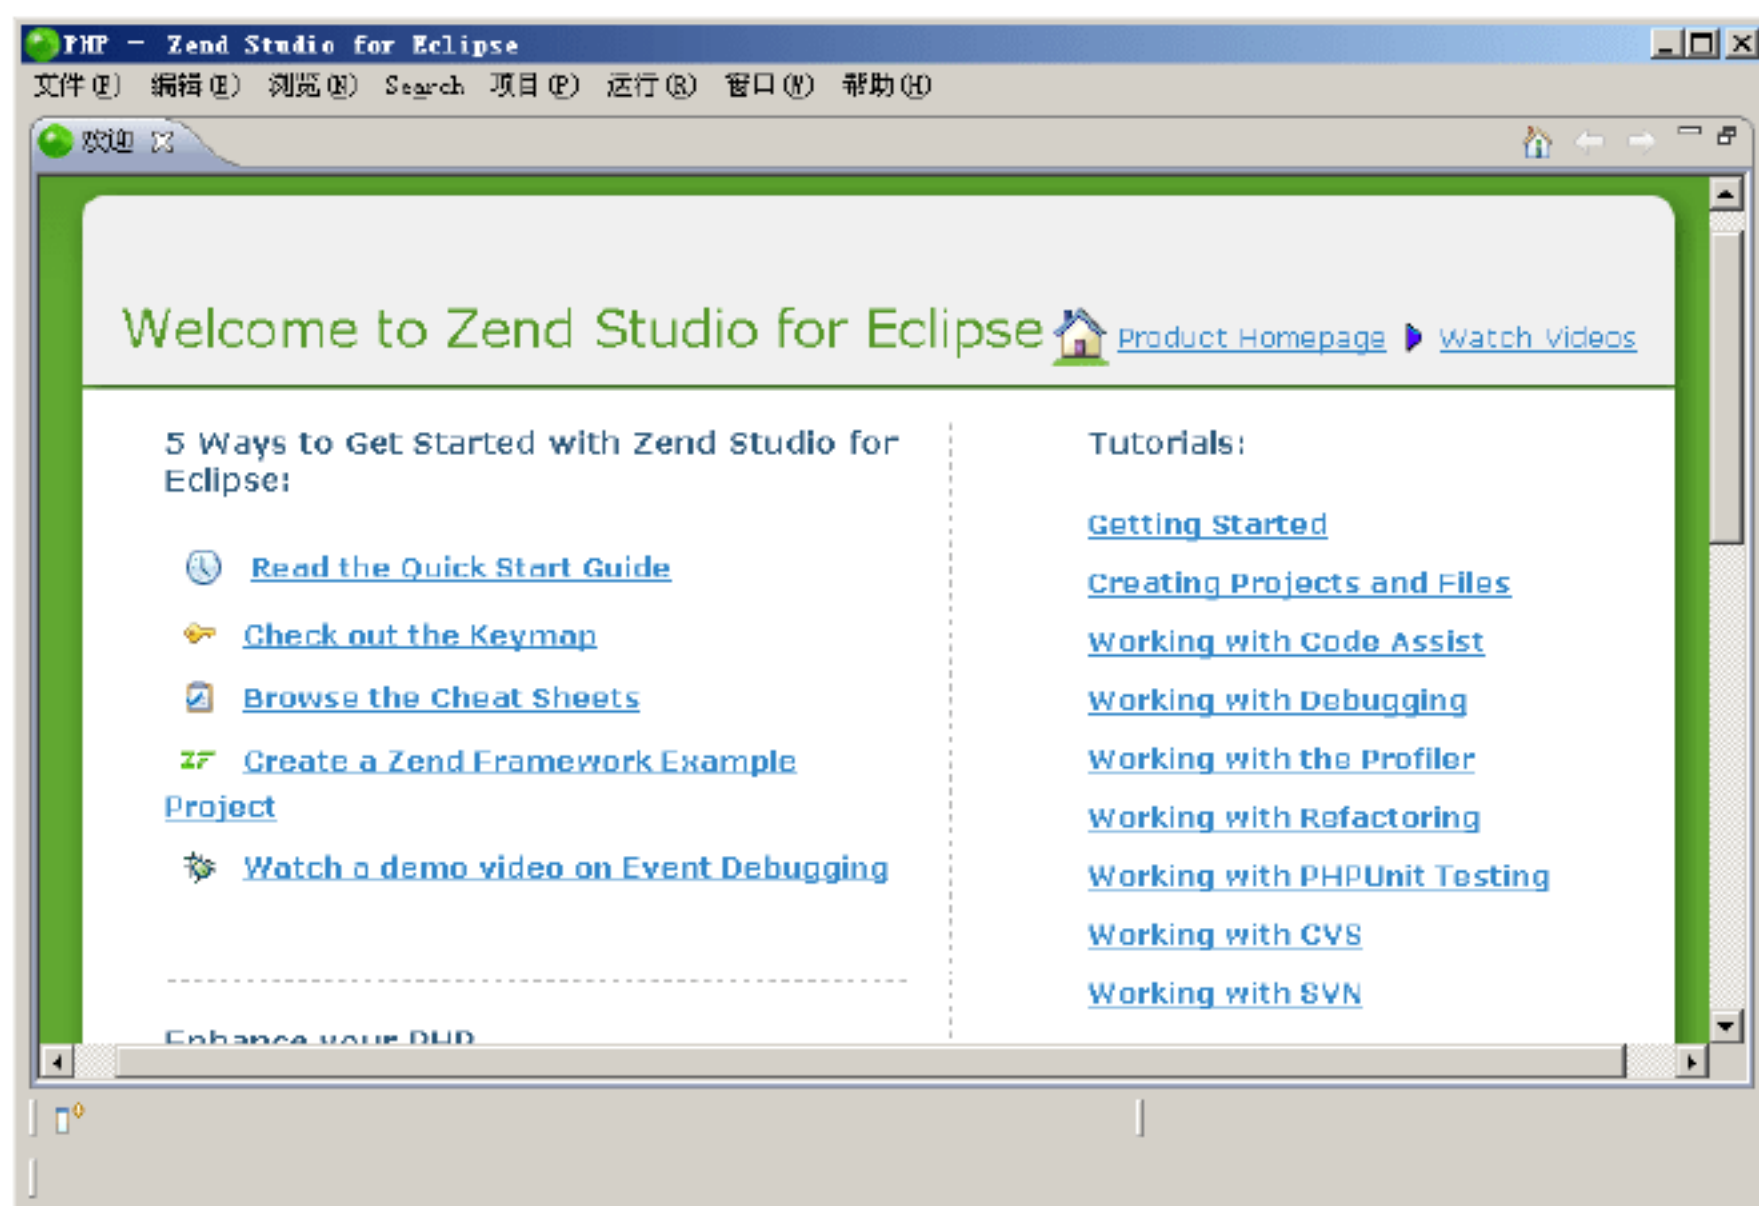 PHP - Zend Studio for Eclipse
文件(F) 编辑(E) 浏览(N) Search 项目(P) 运行(R) 窗口(W) 帮助(H)
欢迎
Welcome to Zend Studio for Eclipse Product Homepage Watch Videos
5 Ways to Get Started with Zend Studio for
Eclipse:
Read the Quick Start Guide
Check out the Keymap
Browse the Cheat Sheets
ZF Create a Zend Framework Example
Project
Watch a demo video on Event Debugging
Enhance your PHP
Tutorials:
Getting Started
Creating Projects and Files
Working with Code Assist
Working with Debugging
Working with the Profiler
Working with Refactoring
Working with PHPUnit Testing
Working with CVS
Working with SVN